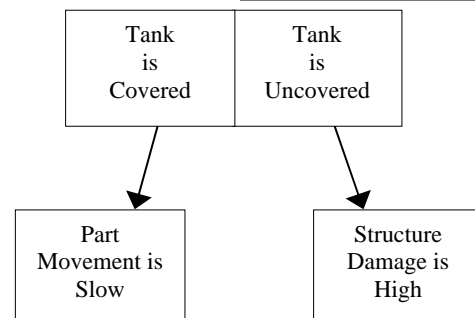 Tank
is
Covered
Tank
is
Uncovered
Part
Movement is
Slow
Structure
Damage is
High